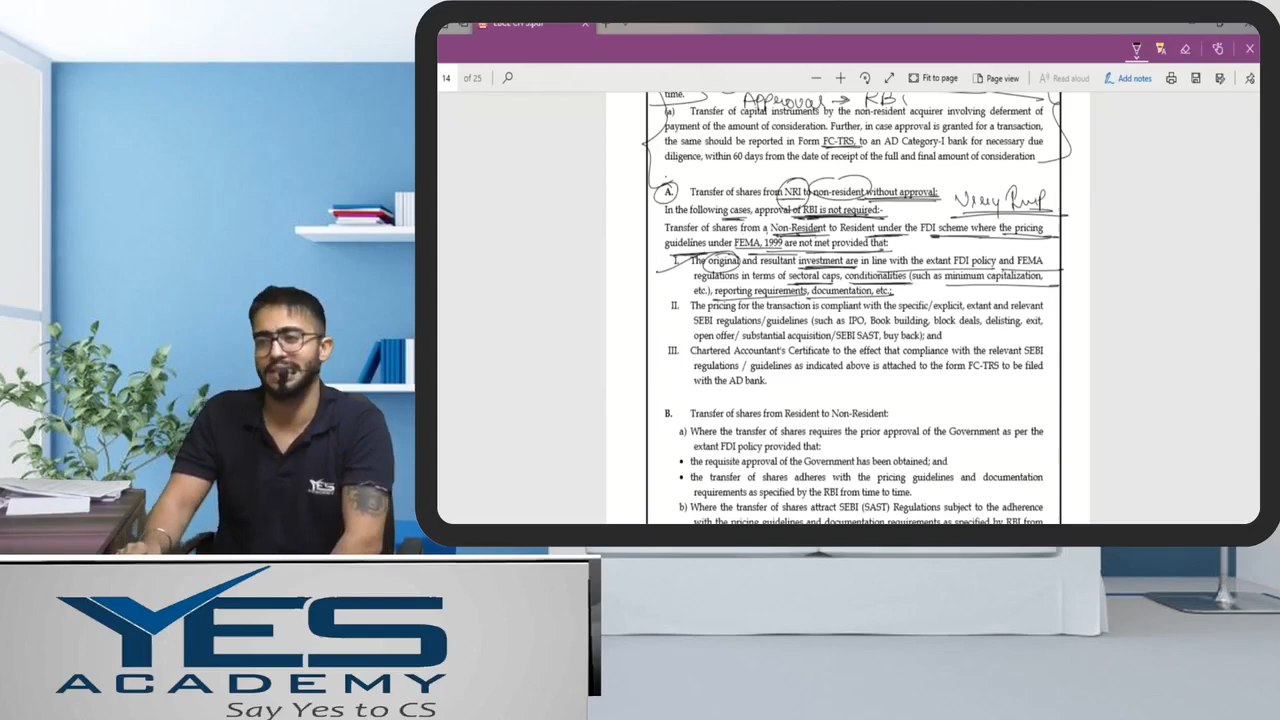 14 of 25
Fit to page
Page view
Read aloud
Add notes
time.
Approval → RBI
(a) Transfer of capital instruments by the non-resident acquirer involving deferment of
payment of the amount of consideration. Further, in case approval is granted for a transaction,
the same should be reported in Form FC-TRS, to an AD Category-I bank for necessary due
diligence, within 60 days from the date of receipt of the full and final amount of consideration
A. Transfer of shares from NRI to non-resident without approval:
Very Imp
In the following cases, approval of RBI is not required:-
Transfer of shares from a Non-Resident to Resident under the FDI scheme where the pricing
guidelines under FEMA, 1999 are not met provided that:
I. The original and resultant investment are in line with the extant FDI policy and FEMA
regulations in terms of sectoral caps, conditionalities (such as minimum capitalization,
etc.), reporting requirements, documentation, etc.;
II. The pricing for the transaction is compliant with the specific/explicit, extant and relevant
SEBI regulations/guidelines (such as IPO, Book building, block deals, delisting, exit,
open offer/ substantial acquisition/SEBI SAST, buy back); and
III. Chartered Accountant's Certificate to the effect that compliance with the relevant SEBI
regulations / guidelines as indicated above is attached to the form FC-TRS to be filed
with the AD bank.
B. Transfer of shares from Resident to Non-Resident:
a) Where the transfer of shares requires the prior approval of the Government as per the
extant FDI policy provided that:
• the requisite approval of the Government has been obtained; and
• the transfer of shares adheres with the pricing guidelines and documentation
requirements as specified by the RBI from time to time.
b) Where the transfer of shares attract SEBI (SAST) Regulations subject to the adherence
with the pricing guidelines and documentation requirements as specified by RBI from
YES
ACADEMY
YES
ACADEMY
Say Yes to CS